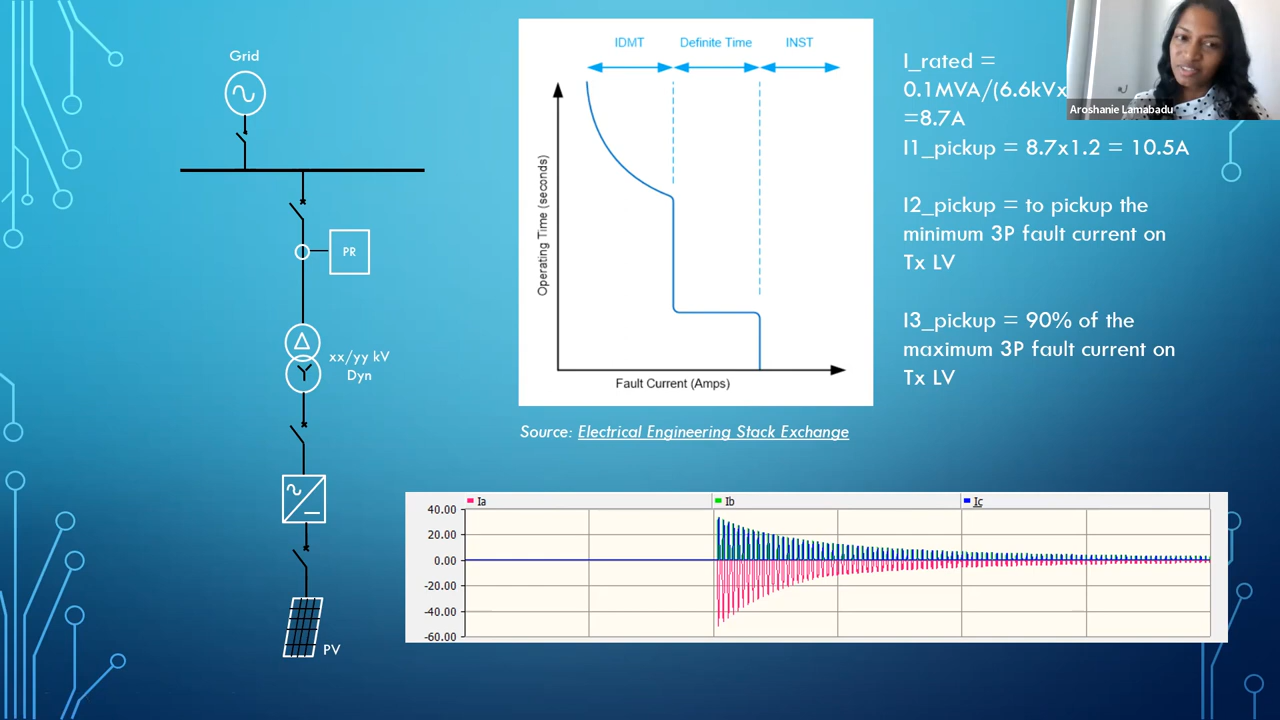 Grid
PR
xx/yy kV
Dyn
PV
IDMT
Definite Time
INST
Operating Time (seconds)
Fault Current (Amps)
Source: Electrical Engineering Stack Exchange
I_rated =
0.1MVA/(6.6kVx
=8.7A
I1_pickup = 8.7x1.2 = 10.5A
I2_pickup = to pickup the
minimum 3P fault current on
Tx LV
I3_pickup = 90% of the
maximum 3P fault current on
Tx LV
Aroshanie Lamabadu
Ia
Ib
Ic
40.00
20.00
0.00
-20.00
-40.00
-60.00